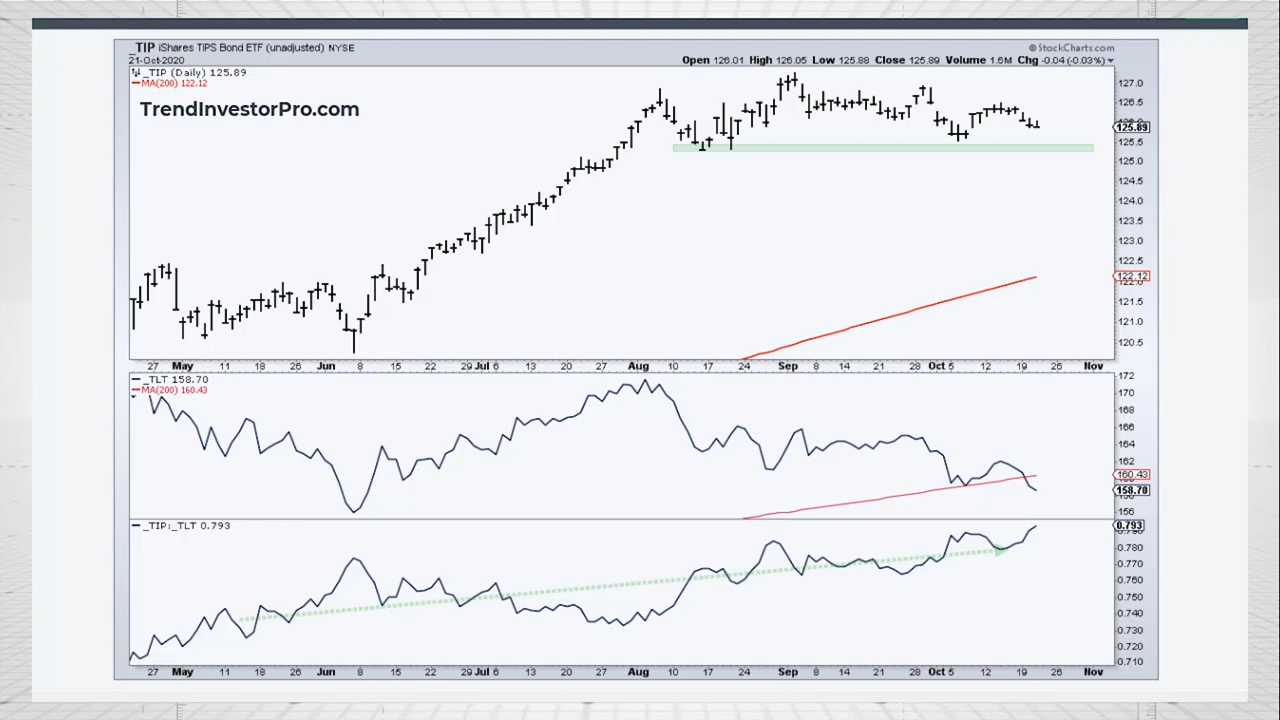 _TIP iShares TIPS Bond ETF (unadjusted) NYSE
© StockCharts.com
21-Oct-2020
Open 126.01 High 126.05 Low 125.88 Close 125.89 Volume 1.6M Chg -0.04 (-0.03%)
_TIP (Daily) 125.89
MA(200) 122.12
TrendInvestorPro.com
127.0
126.5
125.89
125.5
125.0
124.5
124.0
123.5
123.0
122.5
122.12
121.5
121.0
120.5
27 May 11 18 26 Jun 8 15 22 29 Jul 6 13 20 27 Aug 10 17 24 Sep 8 14 21 28 Oct 5 12 19 26 Nov
_TLT 158.70
MA(200) 160.43
172
170
168
166
164
162
160.43
158.70
156
_TIP:_TLT 0.793
0.793
0.780
0.770
0.760
0.750
0.740
0.730
0.720
0.710
27 May 11 18 26 Jun 8 15 22 29 Jul 6 13 20 27 Aug 10 17 24 Sep 8 14 21 28 Oct 5 12 19 26 Nov